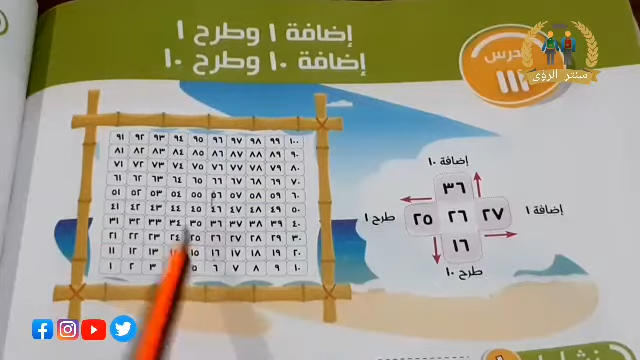 إضافة ١ وطرح ١
إضافة ١٠ وطرح ١٠
درس
سنتر الرؤى
٩١ ٩٢ ٩٣ ٩٤ ٩٥ ٩٦ ٩٧ ٩٨ ٩٩ ١٠٠
٨١ ٨٢ ٨٣ ٨٤ ٨٥ ٨٦ ٨٧ ٨٨ ٨٩ ٩٠
٧١ ٧٢ ٧٣ ٧٤ ٧٥ ٧٦ ٧٧ ٧٨ ٧٩ ٨٠
٦١ ٦٢ ٦٣ ٦٤ ٦٥ ٦٦ ٦٧ ٦٨ ٦٩ ٧٠
٥١ ٥٢ ٥٣ ٥٤ ٥٥ ٥٦ ٥٧ ٥٨ ٥٩ ٦٠
٤١ ٤٢ ٤٣ ٤٤ ٤٥ ٤٦ ٤٧ ٤٨ ٤٩ ٥٠
٣١ ٣٢ ٣٣ ٣٤ ٣٥ ٣٦ ٣٧ ٣٨ ٣٩ ٤٠
٢١ ٢٢ ٢٣ ٢٤ ٢٥ ٢٦ ٢٧ ٢٨ ٢٩ ٣٠
١١ ١٢ ١٣ ١٥ ١٦ ١٧ ١٨ ١٩ ٢٠
١ ٢ ٣ ٥ ٦ ٧ ٨ ٩ ١٠
إضافة ١٠
٣٦
إضافة ١
٢٥ ٢٦ ٢٧
طرح ١
١٦
طرح ١٠